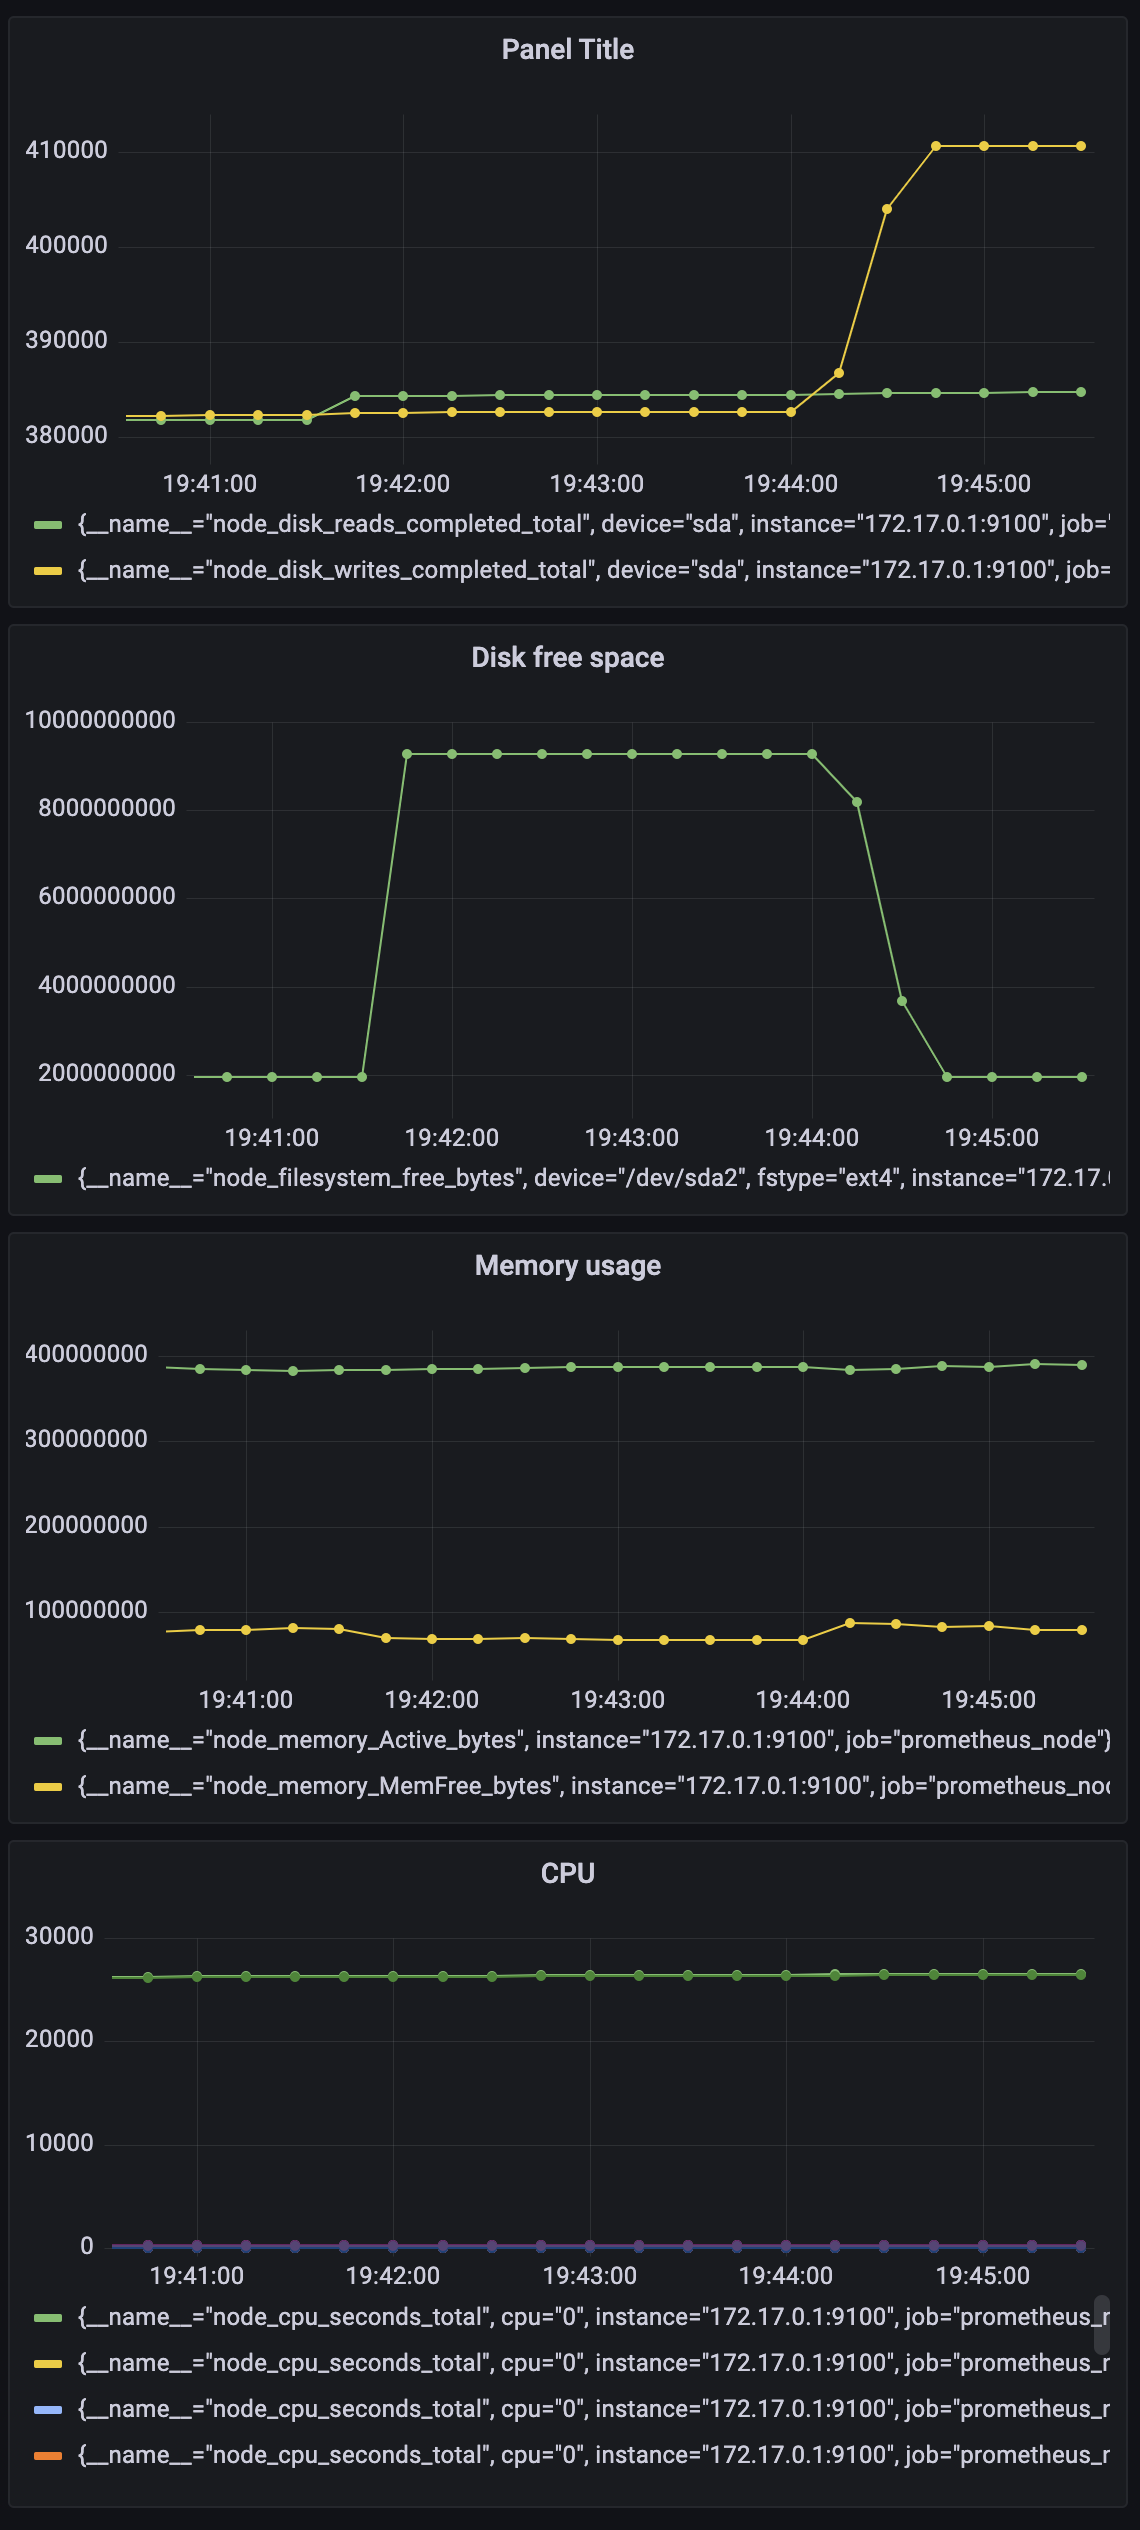 Panel Title
410000
400000
390000
380000
19:41:00 19:42:00 19:43:00 19:44:00 19:45:00
{__name__="node_disk_reads_completed_total", device="sda", instance="172.17.0.1:9100", job="
{__name__="node_disk_writes_completed_total", device="sda", instance="172.17.0.1:9100", job=
Disk free space
10000000000
8000000000
6000000000
4000000000
2000000000
19:41:00 19:42:00 19:43:00 19:44:00 19:45:00
{__name__="node_filesystem_free_bytes", device="/dev/sda2", fstype="ext4", instance="172.17.0
Memory usage
400000000
300000000
200000000
100000000
19:41:00 19:42:00 19:43:00 19:44:00 19:45:00
{__name__="node_memory_Active_bytes", instance="172.17.0.1:9100", job="prometheus_node"}
{__name__="node_memory_MemFree_bytes", instance="172.17.0.1:9100", job="prometheus_noc
CPU
30000
20000
10000
0
19:41:00 19:42:00 19:43:00 19:44:00 19:45:00
{__name__="node_cpu_seconds_total", cpu="0", instance="172.17.0.1:9100", job="prometheus_r
{__name__="node_cpu_seconds_total", cpu="0", instance="172.17.0.1:9100", job="prometheus_r
{__name__="node_cpu_seconds_total", cpu="0", instance="172.17.0.1:9100", job="prometheus_r
{__name__="node_cpu_seconds_total", cpu="0", instance="172.17.0.1:9100", job="prometheus_r